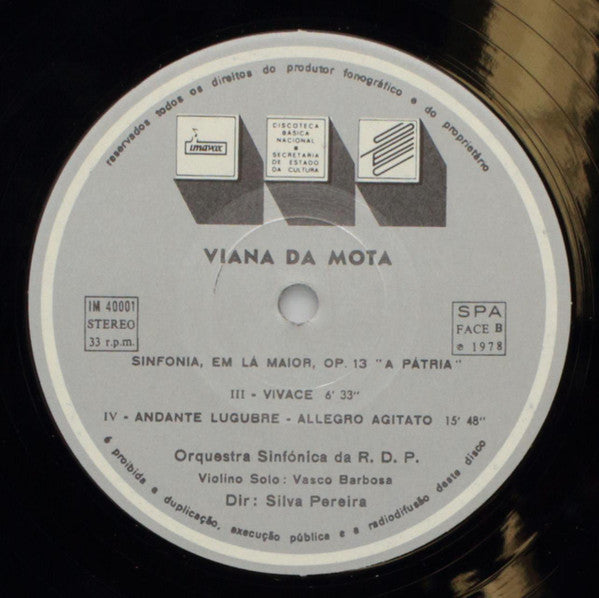 reservados todos os direitos do produtor fonográfico e do proprietário
imavox
DISCOTECA
BÁSICA
NACIONAL
SECRETARIA
DE ESTADO
DA CULTURA
VIANA DA MOTA
IM 40001
STEREO
33 r.p.m.
SPA
FACE B
℗ 1978
SINFONIA, EM LÁ MAIOR, OP. 13 "A PÁTRIA"
III - VIVACE 6' 33"
IV - ANDANTE LUGUBRE - ALLEGRO AGITATO 15' 48"
Orquestra Sinfónica da R. D. P.
Violino Solo: Vasco Barbosa
Dir: Silva Pereira
é proibida a duplicação, execução pública e a radiodifusão deste disco